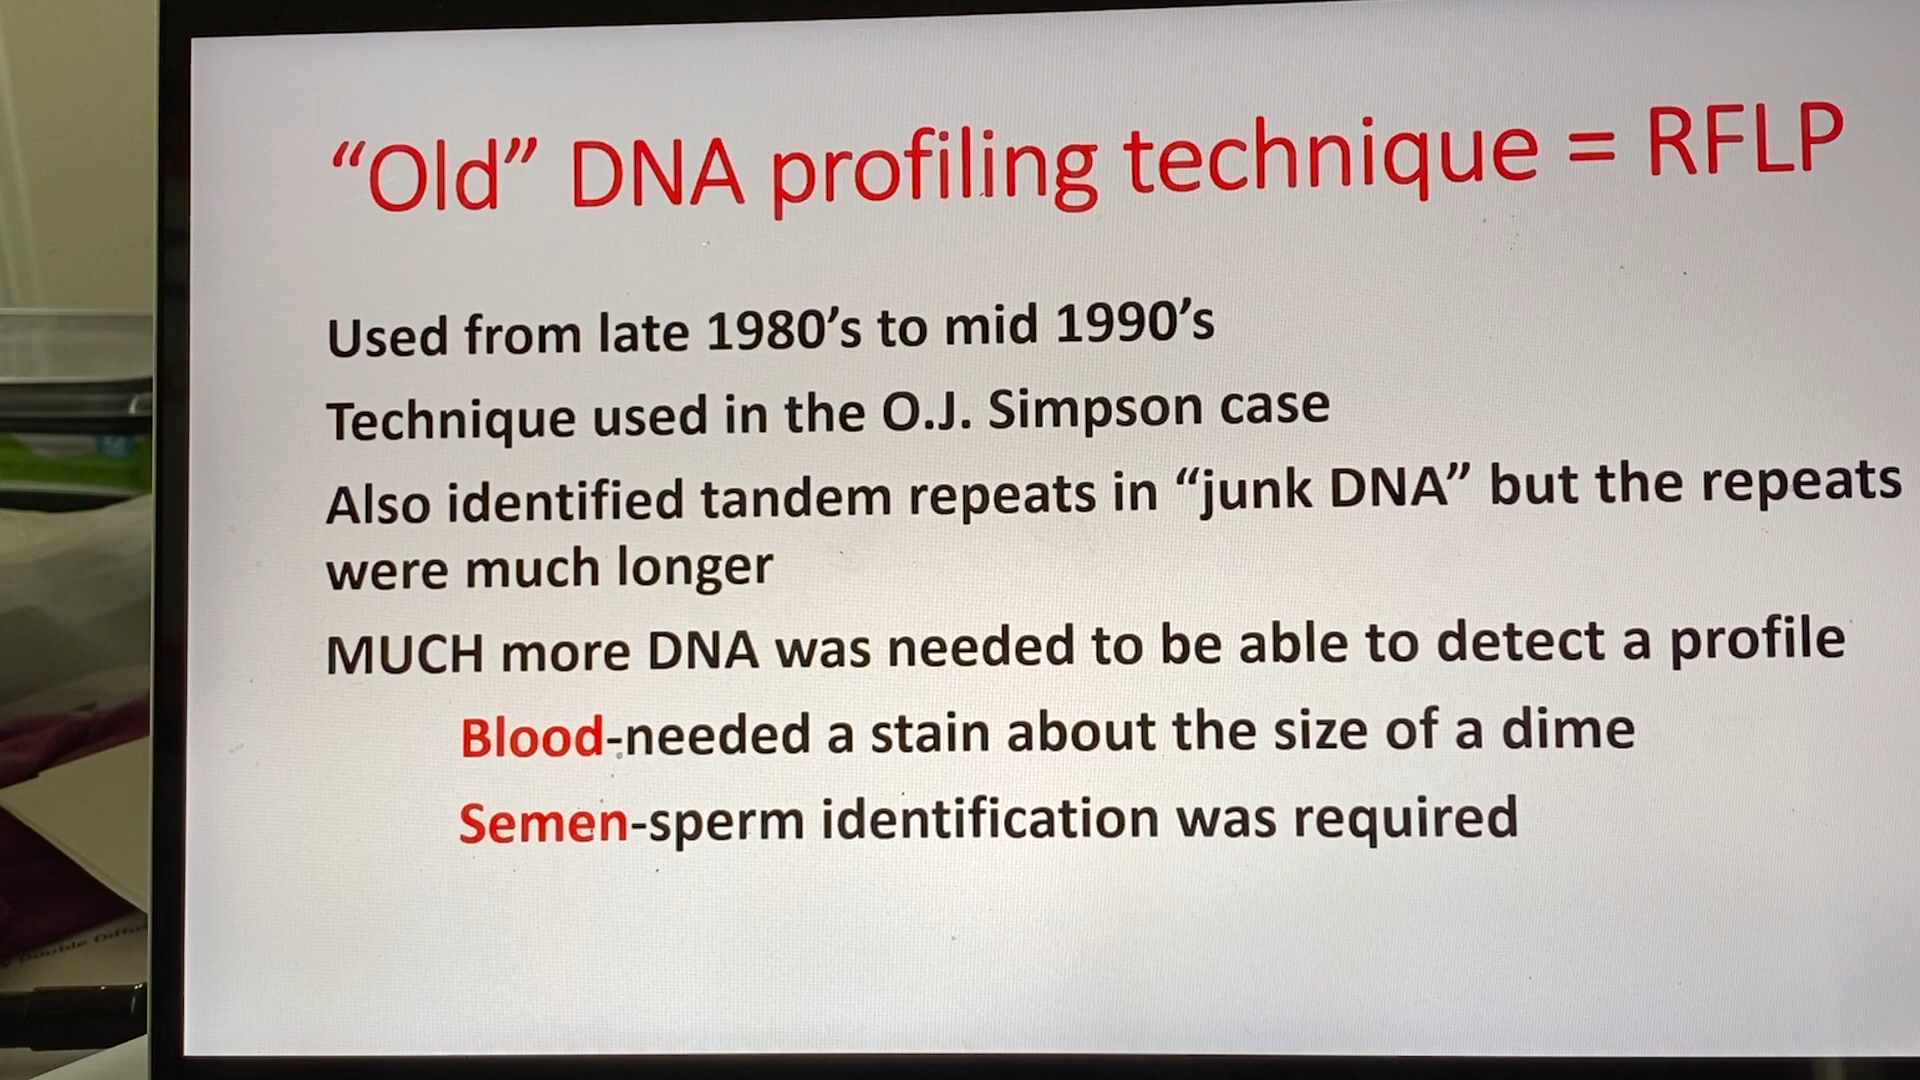 “Old” DNA profiling technique = RFLP
Used from late 1980’s to mid 1990’s
Technique used in the O.J. Simpson case
Also identified tandem repeats in “junk DNA” but the repeats
were much longer
MUCH more DNA was needed to be able to detect a profile
Blood-needed a stain about the size of a dime
Semen-sperm identification was required
Double Diffu